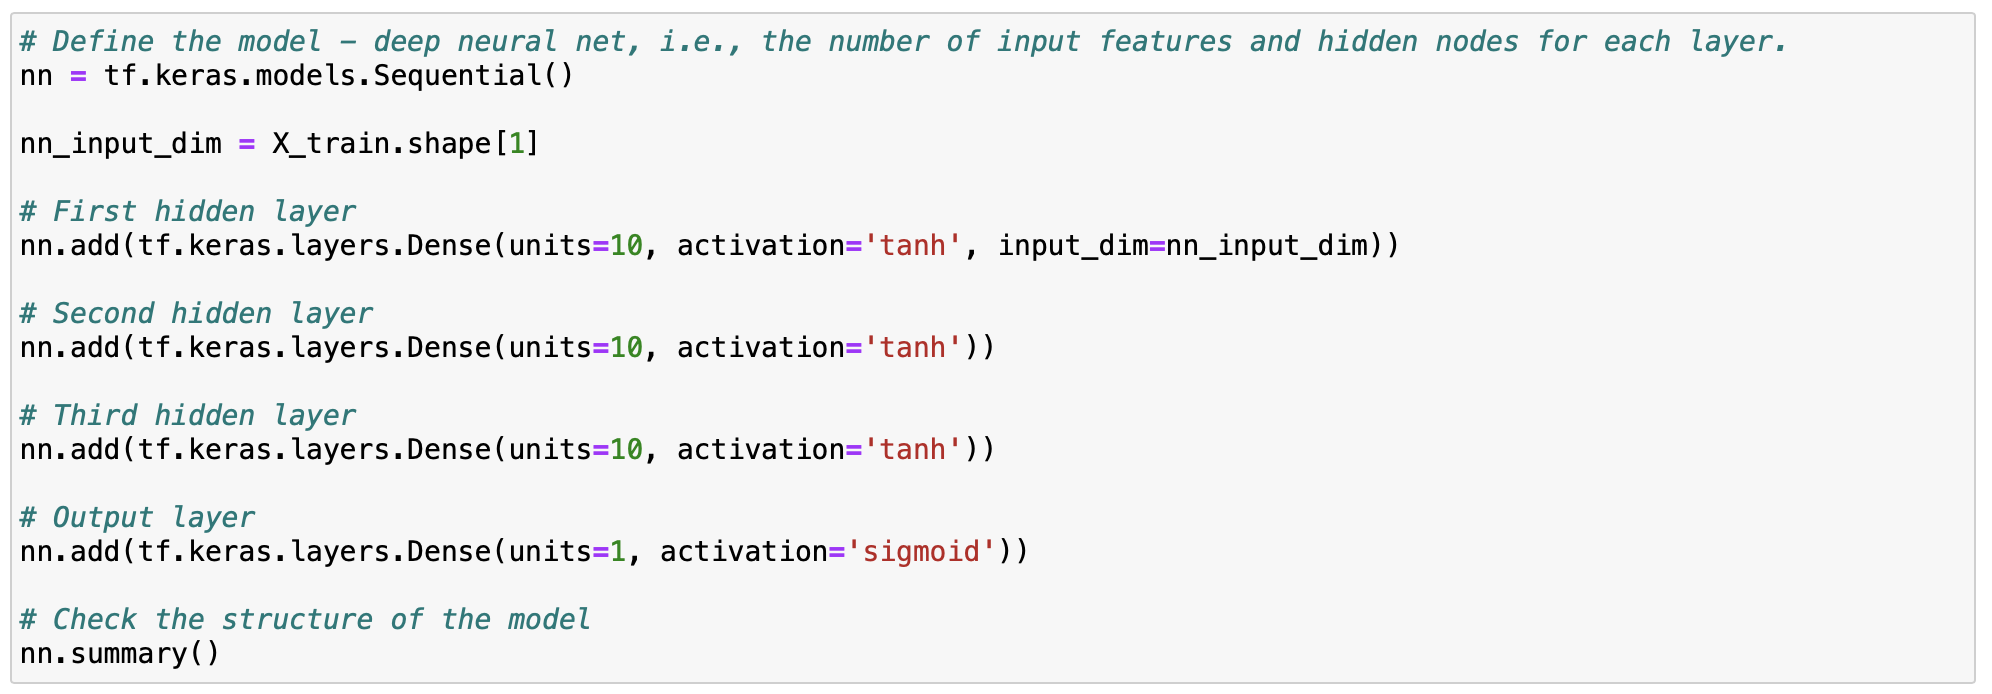 # Define the model – deep neural net, i.e., the number of input features and hidden nodes for each layer.
nn = tf.keras.models.Sequential()
nn_input_dim = X_train.shape[1]
# First hidden layer
nn.add(tf.keras.layers.Dense(units=10, activation='tanh', input_dim=nn_input_dim))
# Second hidden layer
nn.add(tf.keras.layers.Dense(units=10, activation='tanh'))
# Third hidden layer
nn.add(tf.keras.layers.Dense(units=10, activation='tanh'))
# Output layer
nn.add(tf.keras.layers.Dense(units=1, activation='sigmoid'))
# Check the structure of the model
nn.summary()